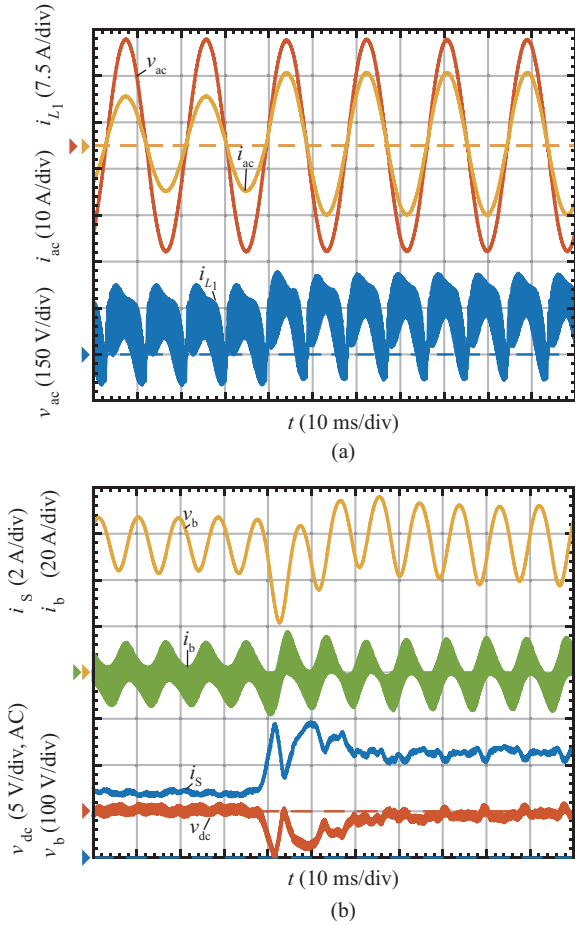 i_L1 (7.5 A/div)
i_ac (10 A/div)
v_ac (150 V/div)
v_ac
i_ac
i_L1
t (10 ms/div)
(a)
i_S (2 A/div)
i_b (20 A/div)
v_dc (5 V/div, AC)
v_b (100 V/div)
v_b
i_b
i_S
v_dc
t (10 ms/div)
(b)